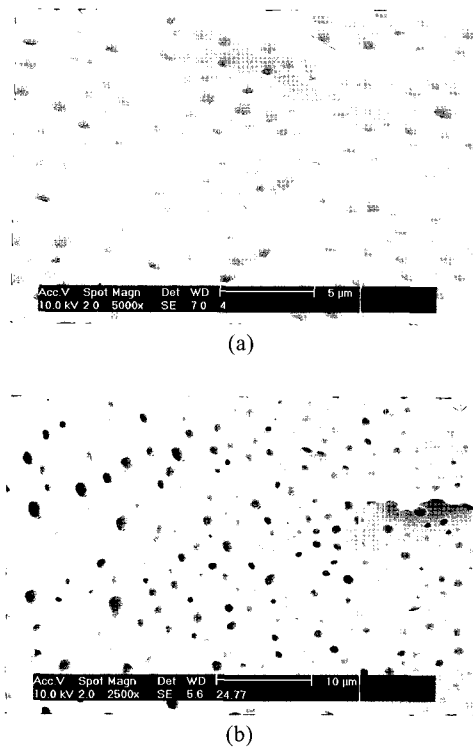 Acc.V Spot Magn Det WD 5 µm
10.0 kV 2.0 5000x SE 7.0 4
(a)
Acc.V Spot Magn Det WD 10 µm
10.0 kV 2.0 2500x SE 5.6 24.77
(b)